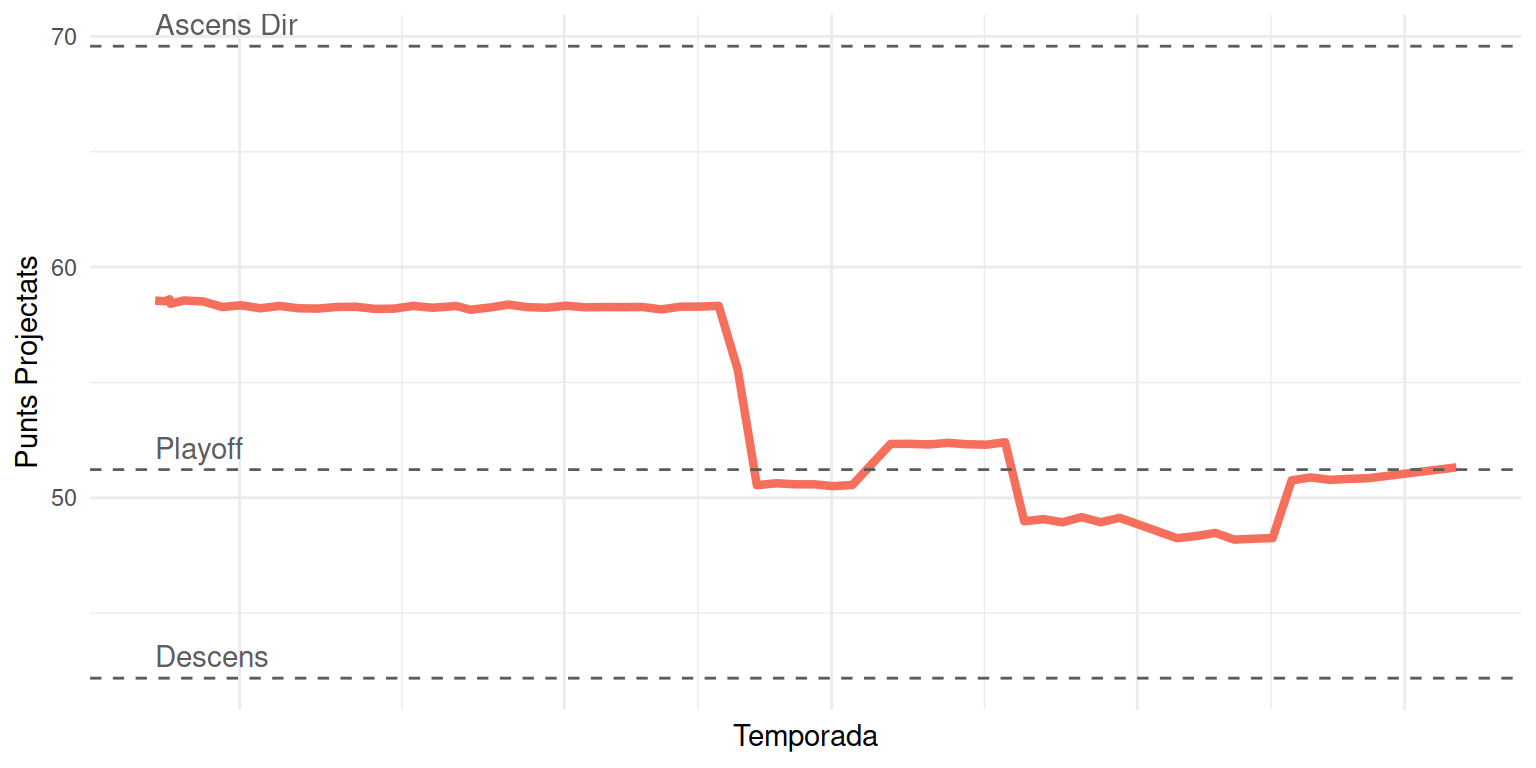 Ascens Dir
70
60
Punts Projectats
Playoff
50
Descens
Temporada